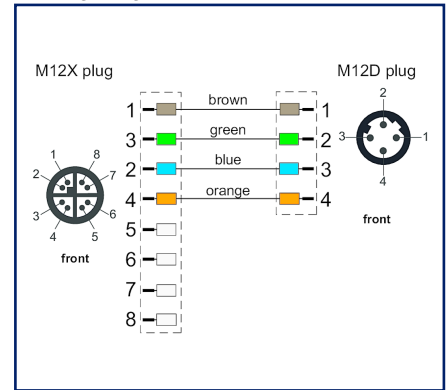 M12X plug
M12D plug
1 brown 1
3 green 2
2 blue 3
4 orange 4
5
6
7
8
1 8
2 7
3 6
4 5
front
2
3 1
4
front